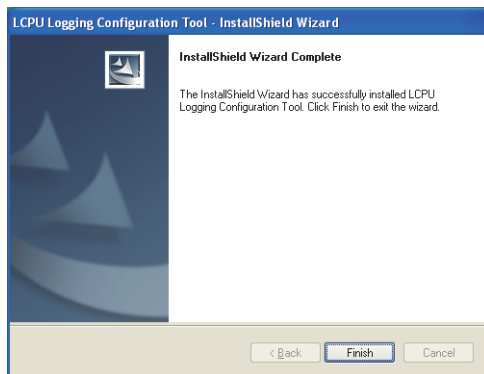 LCPU Logging Configuration Tool - InstallShield Wizard
InstallShield Wizard Complete
The InstallShield Wizard has successfully installed LCPU
Logging Configuration Tool. Click Finish to exit the wizard.
< Back Finish Cancel